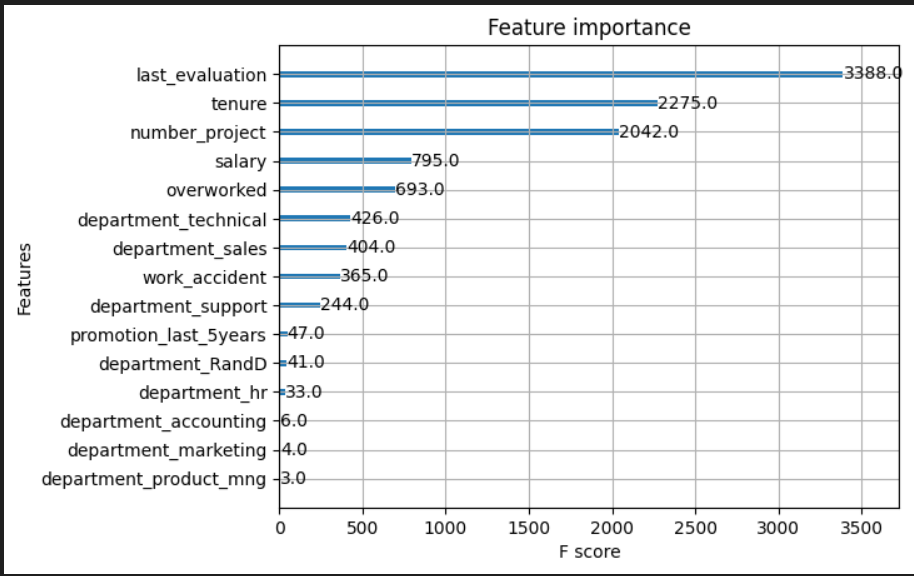 Feature importance
last_evaluation 3388.0
tenure 2275.0
number_project 2042.0
salary 795.0
overworked 693.0
department_technical 426.0
department_sales 404.0
work_accident 365.0
department_support 244.0
promotion_last_5years 47.0
department_RandD 41.0
department_hr 33.0
department_accounting 6.0
department_marketing 4.0
department_product_mng 3.0
Features
0 500 1000 1500 2000 2500 3000 3500
F score